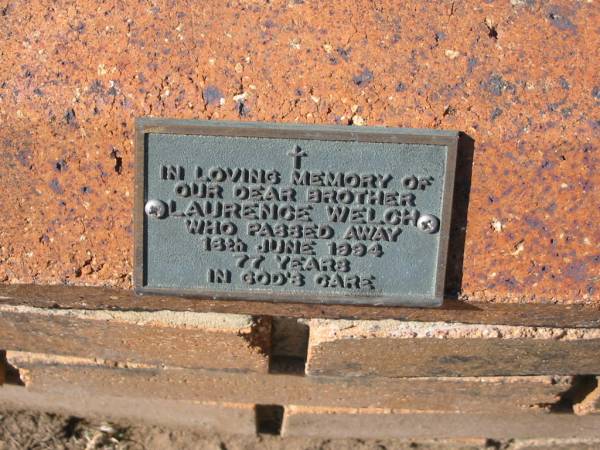 IN LOVING MEMORY OF
OUR DEAR BROTHER
LAURENCE WELCH
WHO PASSED AWAY
16th JUNE 1994
77 YEARS
IN GOD'S CARE